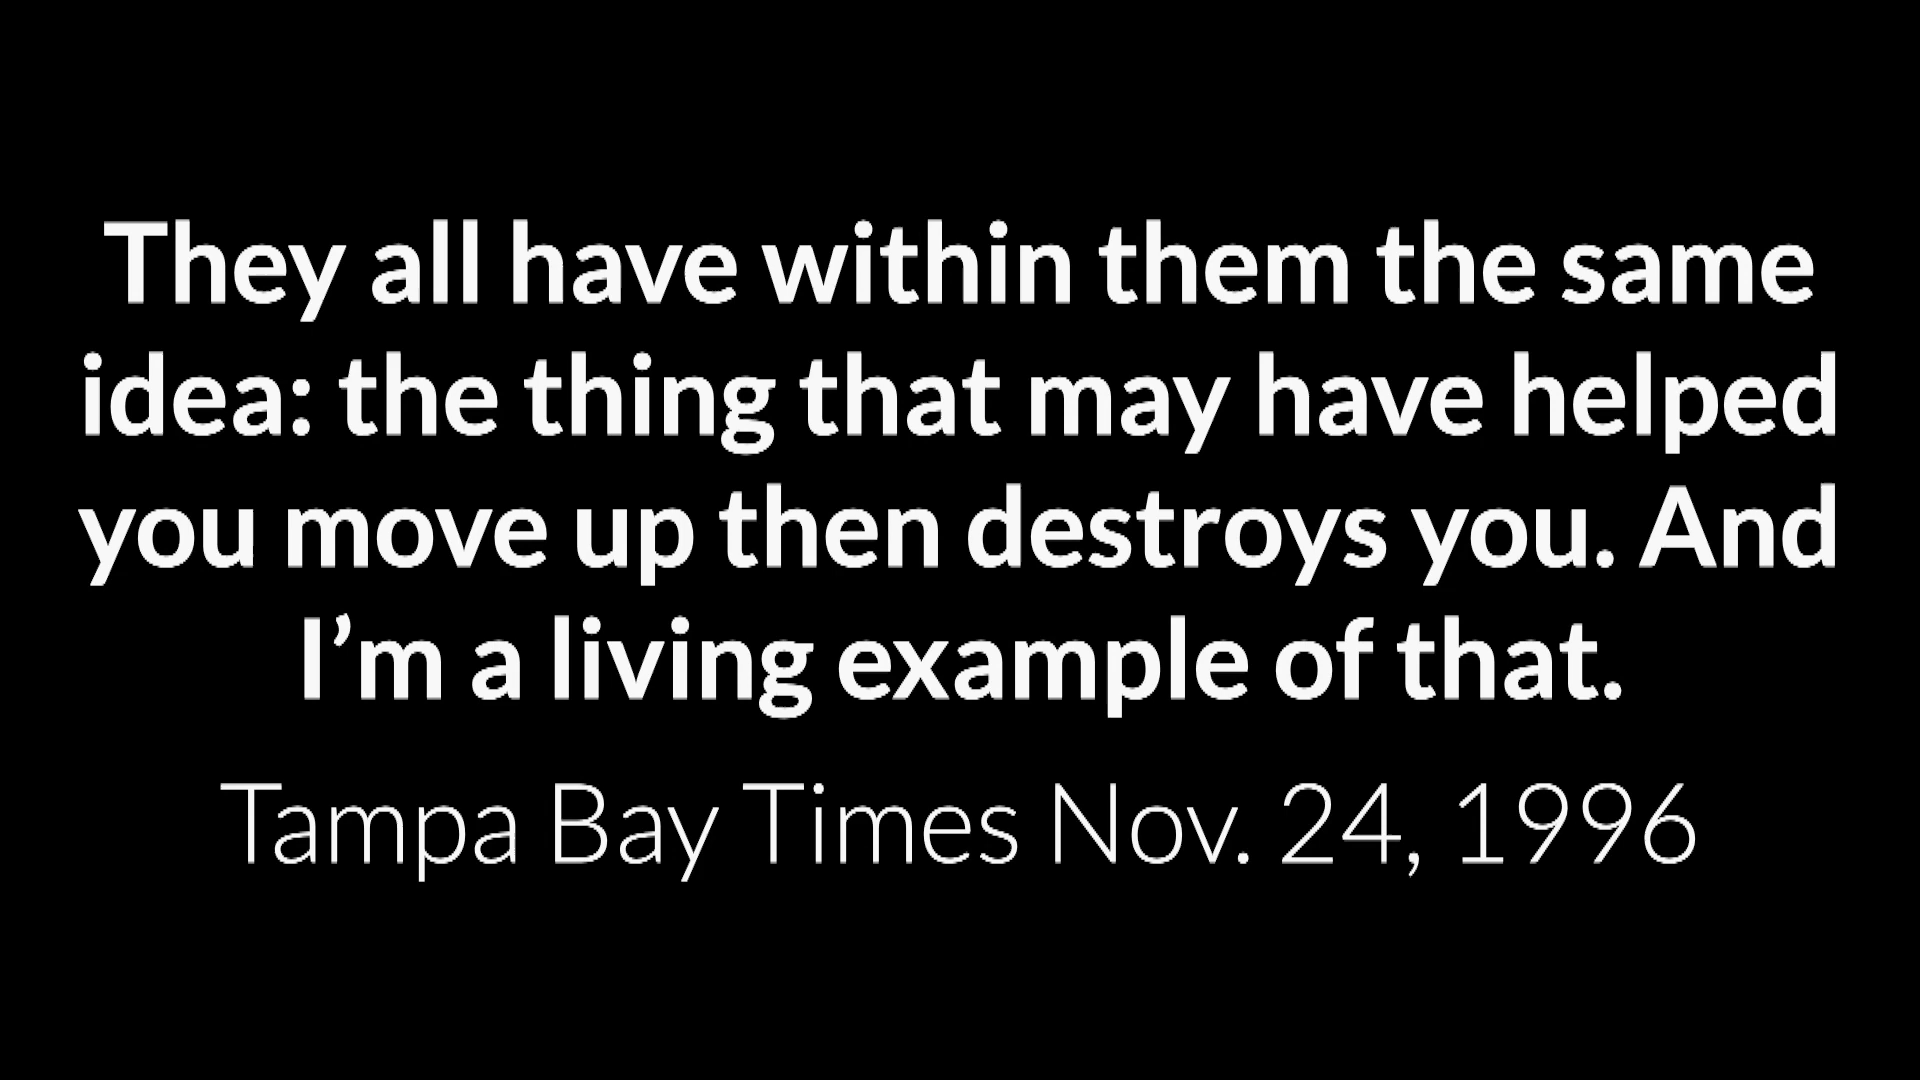 They all have within them the same
idea: the thing that may have helped
you move up then destroys you. And
I’m a living example of that.
Tampa Bay Times Nov. 24, 1996